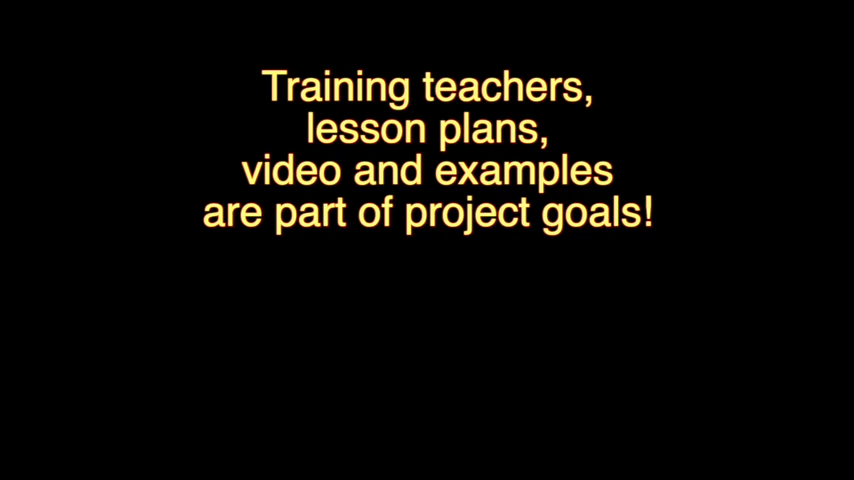 Training teachers,
lesson plans,
video and examples
are part of project goals!